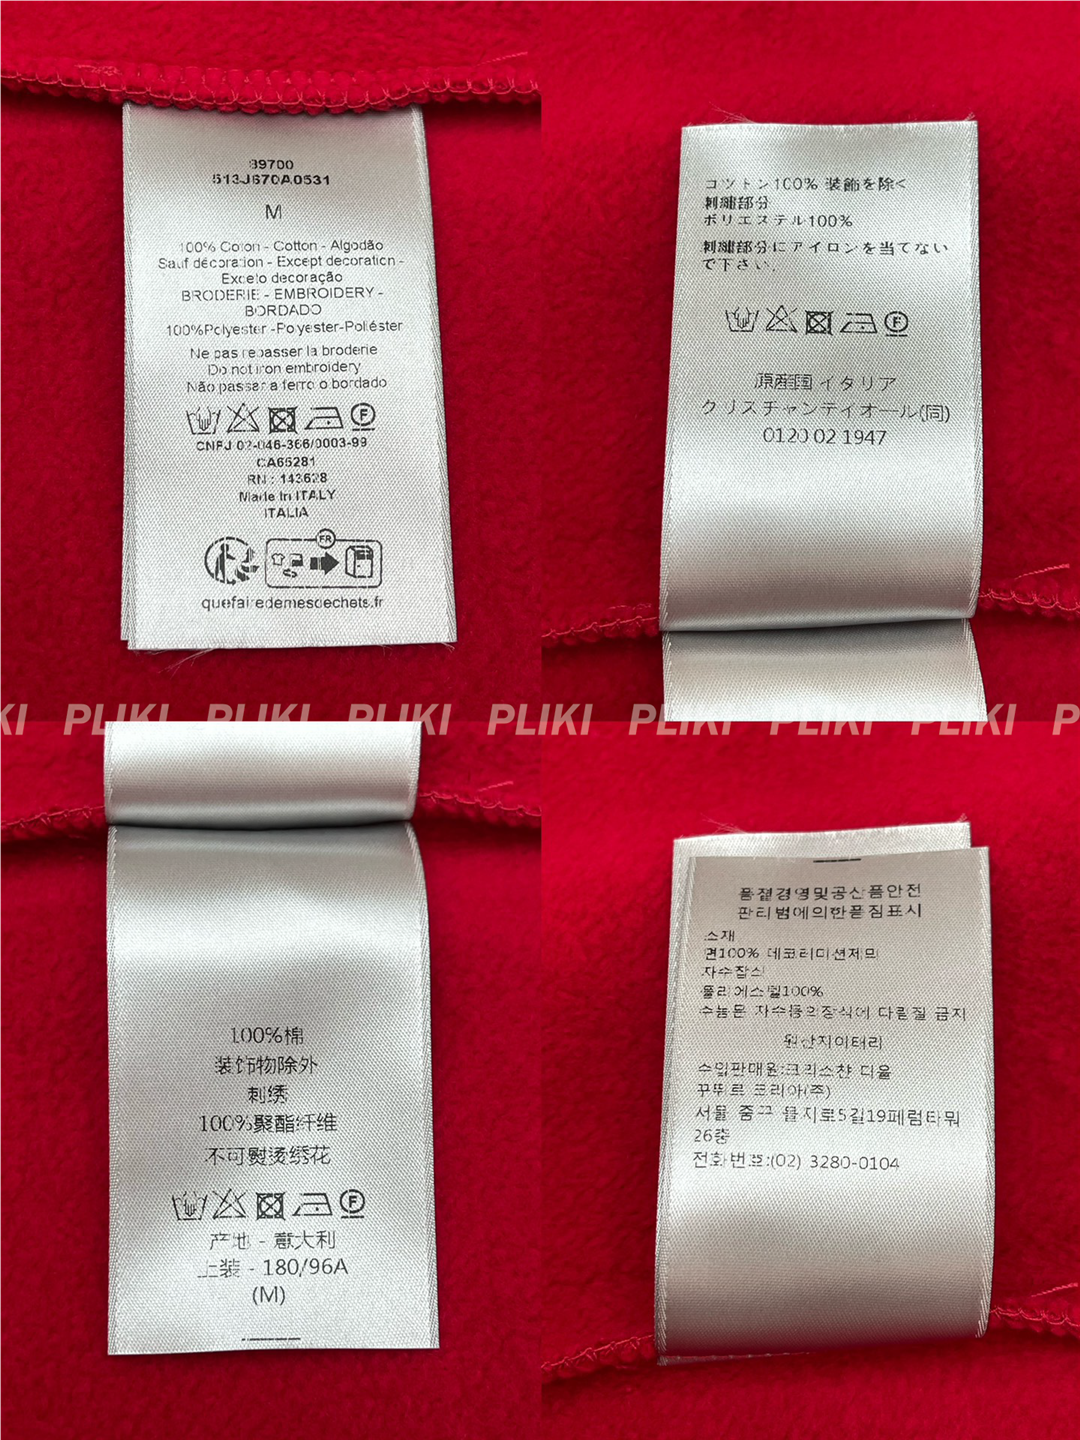 89700
513J670A0531
M
100% Coton - Cotton - Algodão
Sauf décoration - Except decoration -
Exceto decoração
BRODERIE - EMBROIDERY -
BORDADO
100%Polyester -Polyester-Poliéster
Ne pas repasser la broderie
Do not iron embroidery
Não passar a ferro o bordado
F
CNPJ 02-046-366/0003-99
CA65281
RN : 143628
Made In ITALY
ITALIA
FR
quefairedemesdechets.fr
コットン100% 装飾を除く
刺繍部分
ポリエステル100%
刺繍部分にアイロンを当てない
で下さい.
F
原産国 イタリア
クリスチャンディオール(同)
0120 02 1947
KI PLIKI PLIKI PLIKI PLIKI PLIKI PLIKI PLIKI P
100%棉
装饰物除外
刺绣
100%聚酯纤维
不可熨烫绣花
F
产地 - 意大利
上装 - 180/96A
(M)
품질경영및공산품안전
관리법에의한품질표시
소재
면100% 데코레이션제외
자수장식
폴리에스텔100%
자수등의장식에 다림질 금지
원산지이태리
수입판매원:크리스챤 디올
꾸뛰르 코리아(주)
서울 중구 을지로5길19페럼타워
26층
전화번호:(02) 3280-0104